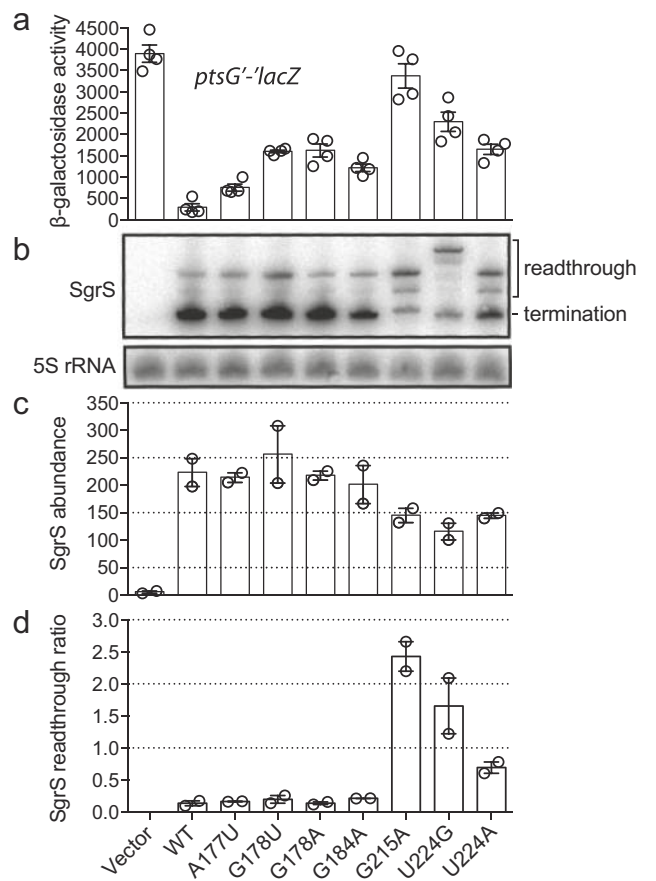 a
β-galactosidase activity
4500
4000
3500
3000
2500
2000
1500
1000
500
0
ptsG'-'lacZ
b
SgrS
readthrough
termination
5S rRNA
c
SgrS abundance
350
300
250
200
150
100
50
0
d
SgrS readthrough ratio
3.0
2.5
2.0
1.5
1.0
0.5
0.0
Vector
WT
A177U
G178U
G178A
G184A
G215A
U224G
U224A